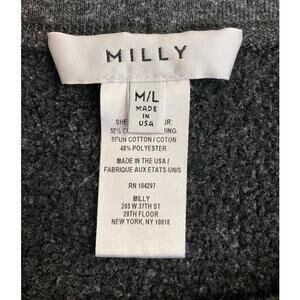 MILLY
M/L
MADE
IN
USA
52%
SPUN COTTON / COTON
48% POLYESTER
MADE IN THE USA /
FABRIQUE AUX ETATS-UNIS
RN 104297
MILLY
265 W 37TH ST
20TH FLOOR
NEW YORK, NY 10018